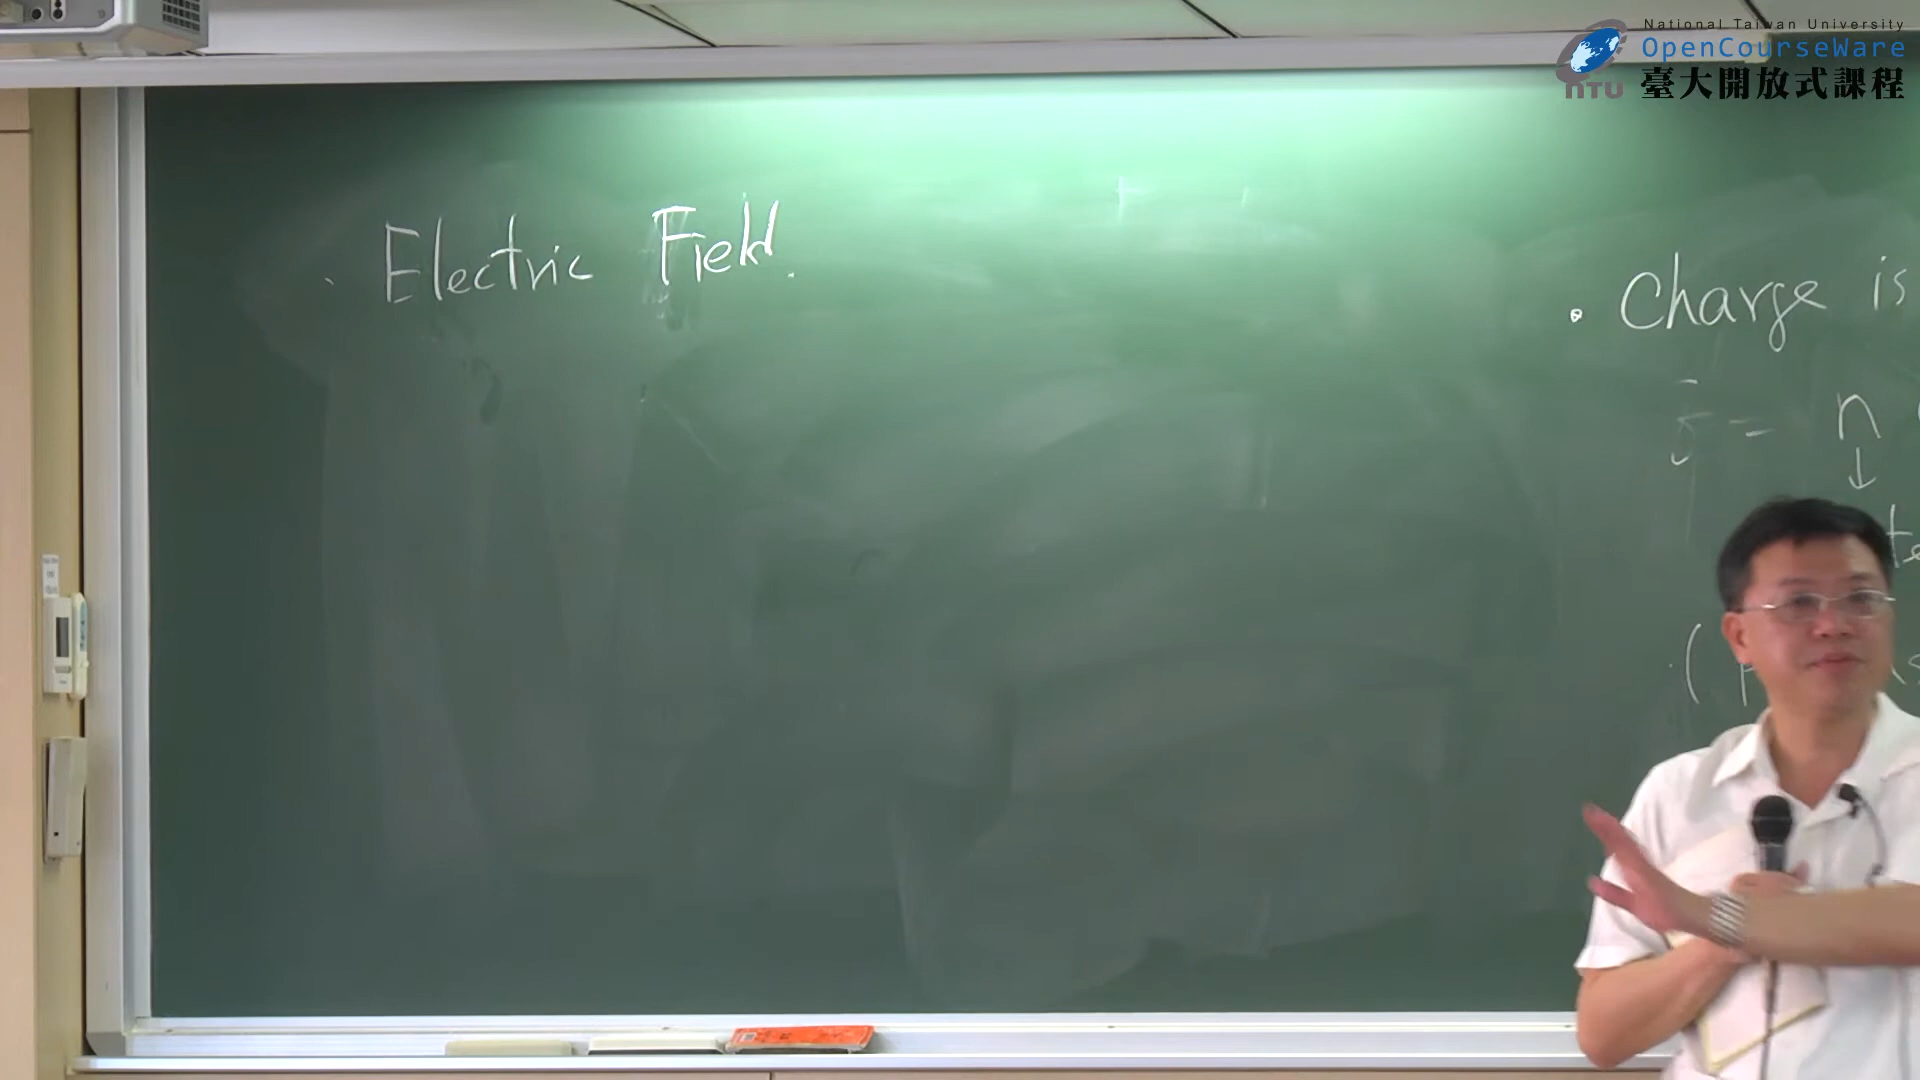 National Taiwan University
OpenCourseWare
NTU 臺大開放式課程
· Electric Field.
· Charge is
= n
↓
(